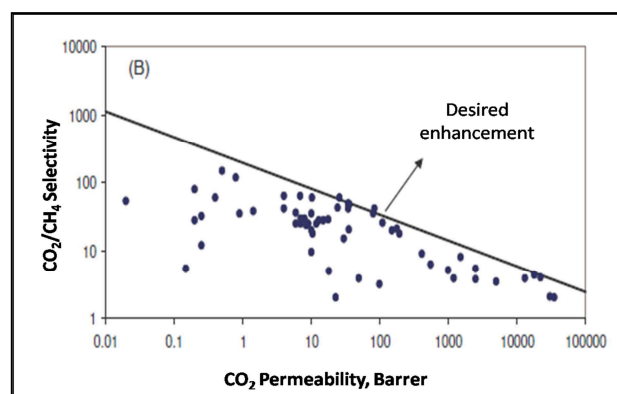 10000
(B)
Desired
enhancement
1000
100
10
1
CO₂/CH₄ Selectivity
0.01 0.1 1 10 100 1000 10000 100000
CO₂ Permeability, Barrer